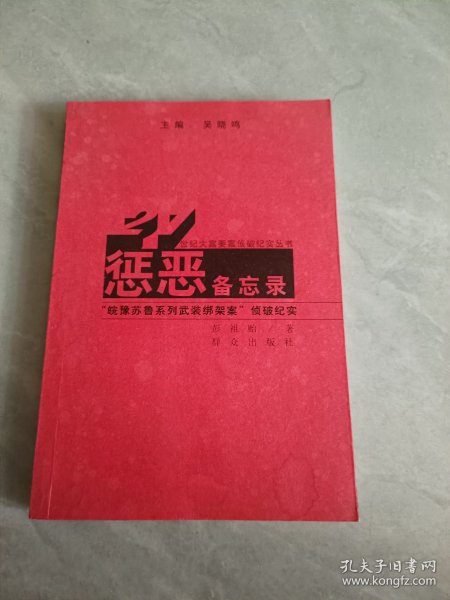 主编 吴晓鸣
世纪大案要案侦破纪实丛书
惩恶备忘录
“皖豫苏鲁系列武装绑架案”侦破纪实
彭祖贻/著
群众出版社
孔夫子旧书网
www.kongfz.com